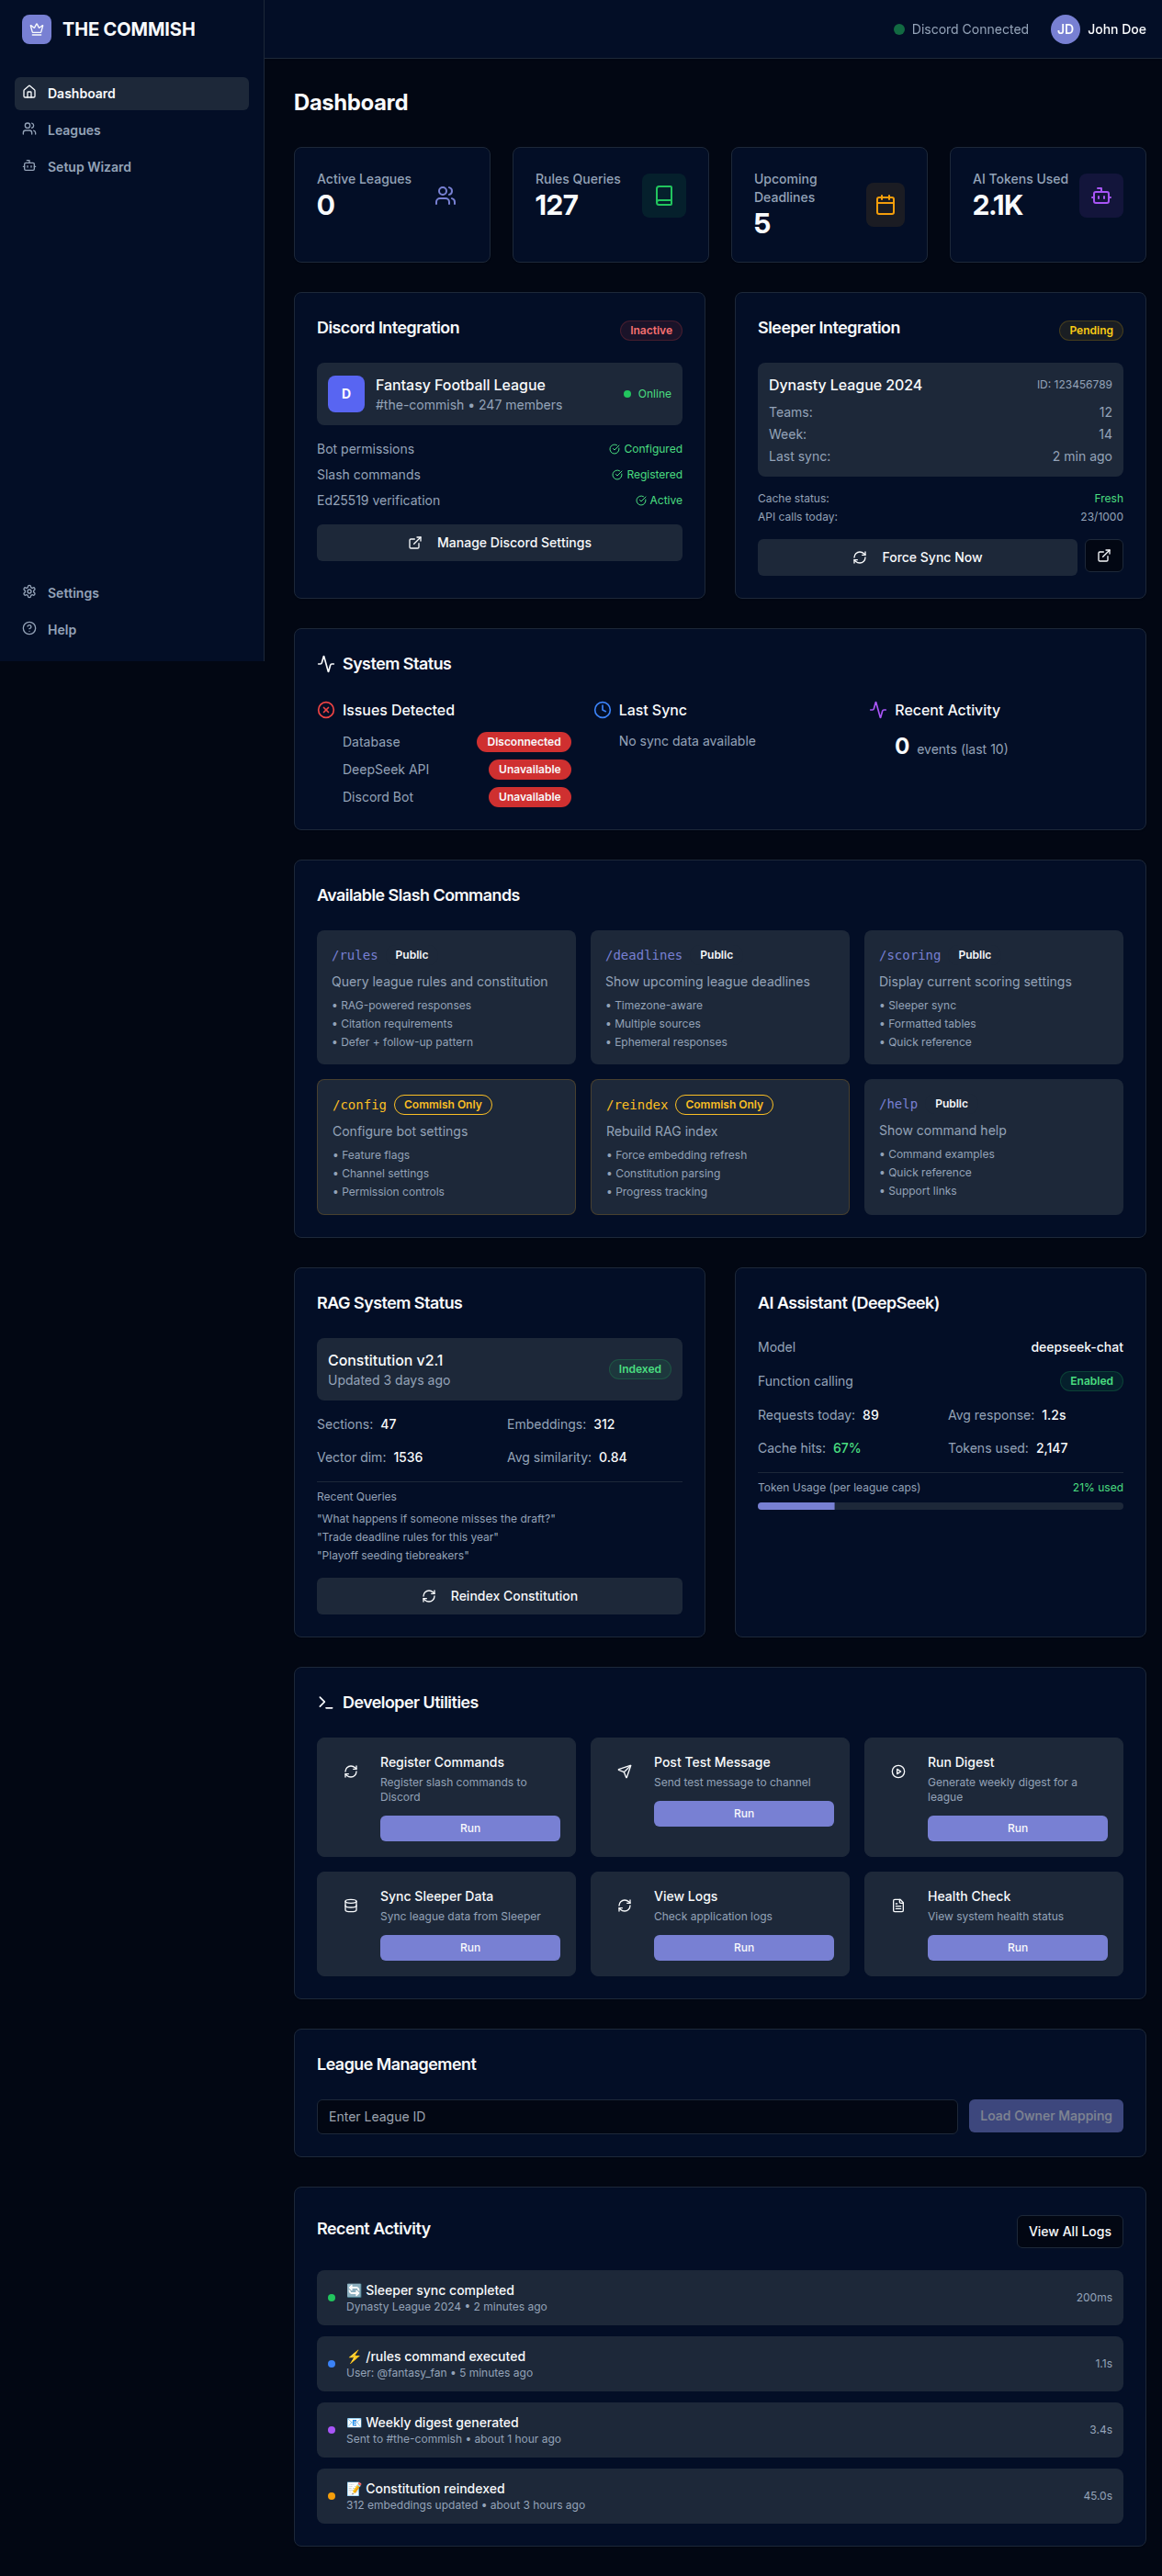 THE COMMISH
Discord Connected
JD
John Doe
Dashboard
Leagues
Setup Wizard
Settings
Help
Dashboard
Active Leagues
0
Rules Queries
127
Upcoming
Deadlines
5
AI Tokens Used
2.1K
Discord Integration
Inactive
D
Fantasy Football League
#the-commish • 247 members
Online
Bot permissions
Configured
Slash commands
Registered
Ed25519 verification
Active
Manage Discord Settings
Sleeper Integration
Pending
Dynasty League 2024
ID: 123456789
Teams:
12
Week:
14
Last sync:
2 min ago
Cache status:
Fresh
API calls today:
23/1000
Force Sync Now
System Status
Issues Detected
Database
Disconnected
DeepSeek API
Unavailable
Discord Bot
Unavailable
Last Sync
No sync data available
Recent Activity
0 events (last 10)
Available Slash Commands
/rules Public
Query league rules and constitution
• RAG-powered responses
• Citation requirements
• Defer + follow-up pattern
/deadlines Public
Show upcoming league deadlines
• Timezone-aware
• Multiple sources
• Ephemeral responses
/scoring Public
Display current scoring settings
• Sleeper sync
• Formatted tables
• Quick reference
/config Commish Only
Configure bot settings
• Feature flags
• Channel settings
• Permission controls
/reindex Commish Only
Rebuild RAG index
• Force embedding refresh
• Constitution parsing
• Progress tracking
/help Public
Show command help
• Command examples
• Quick reference
• Support links
RAG System Status
Constitution v2.1
Updated 3 days ago
Indexed
Sections: 47
Embeddings: 312
Vector dim: 1536
Avg similarity: 0.84
Recent Queries
"What happens if someone misses the draft?"
"Trade deadline rules for this year"
"Playoff seeding tiebreakers"
Reindex Constitution
AI Assistant (DeepSeek)
Model
deepseek-chat
Function calling
Enabled
Requests today: 89
Avg response: 1.2s
Cache hits: 67%
Tokens used: 2,147
Token Usage (per league caps)
21% used
Developer Utilities
Register Commands
Register slash commands to
Discord
Run
Post Test Message
Send test message to channel
Run
Run Digest
Generate weekly digest for a
league
Run
Sync Sleeper Data
Sync league data from Sleeper
Run
View Logs
Check application logs
Run
Health Check
View system health status
Run
League Management
Enter League ID
Load Owner Mapping
Recent Activity
View All Logs
🔄 Sleeper sync completed
Dynasty League 2024 • 2 minutes ago
200ms
⚡ /rules command executed
User: @fantasy_fan • 5 minutes ago
1.1s
📧 Weekly digest generated
Sent to #the-commish • about 1 hour ago
3.4s
📝 Constitution reindexed
312 embeddings updated • about 3 hours ago
45.0s